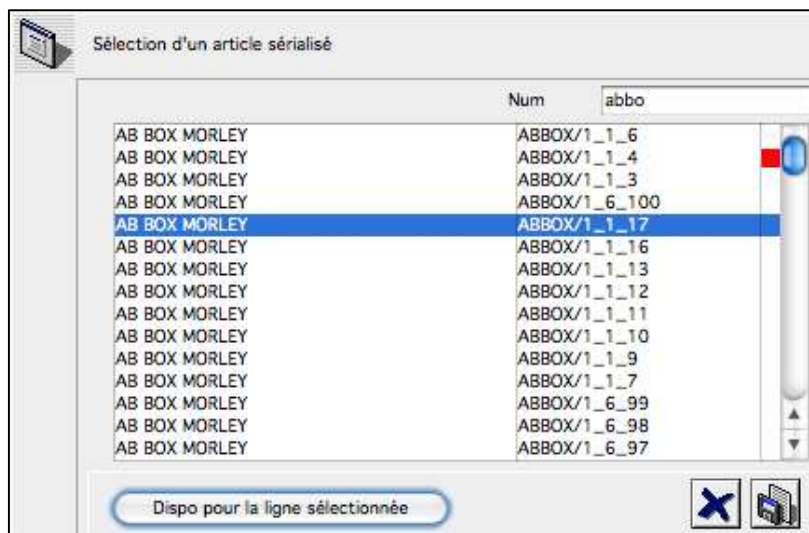 Sélection d'un article sérialisé
Num abbo
AB BOX MORLEY ABBOX/1_1_6
AB BOX MORLEY ABBOX/1_1_4
AB BOX MORLEY ABBOX/1_1_3
AB BOX MORLEY ABBOX/1_6_100
AB BOX MORLEY ABBOX/1_1_17
AB BOX MORLEY ABBOX/1_1_16
AB BOX MORLEY ABBOX/1_1_13
AB BOX MORLEY ABBOX/1_1_12
AB BOX MORLEY ABBOX/1_1_11
AB BOX MORLEY ABBOX/1_1_10
AB BOX MORLEY ABBOX/1_1_9
AB BOX MORLEY ABBOX/1_1_7
AB BOX MORLEY ABBOX/1_6_99
AB BOX MORLEY ABBOX/1_6_98
AB BOX MORLEY ABBOX/1_6_97
Dispo pour la ligne sélectionnée